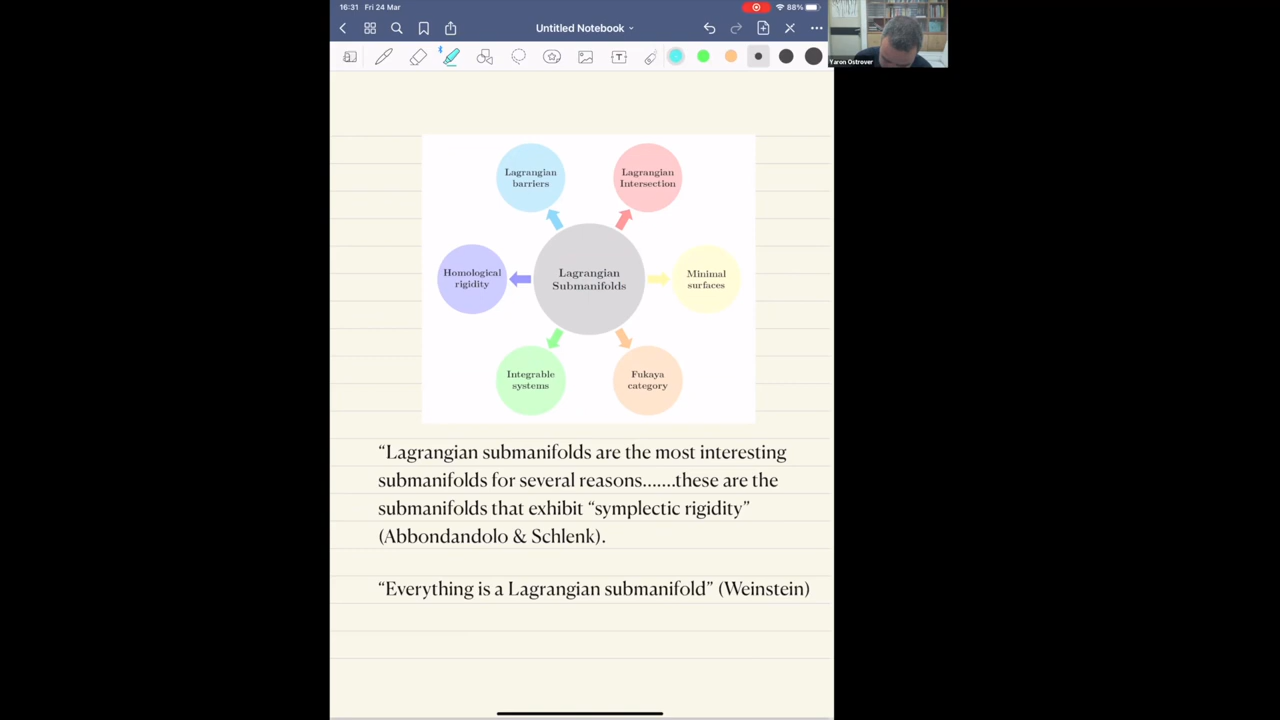 16:31 Fri 24 Mar
88%
Untitled Notebook
Yaron Ostrover
Lagrangian
barriers
Lagrangian
Intersection
Homological
rigidity
Lagrangian
Submanifolds
Minimal
surfaces
Integrable
systems
Fukaya
category
“Lagrangian submanifolds are the most interesting
submanifolds for several reasons.......these are the
submanifolds that exhibit “symplectic rigidity”
(Abbondandolo & Schlenk).
“Everything is a Lagrangian submanifold” (Weinstein)